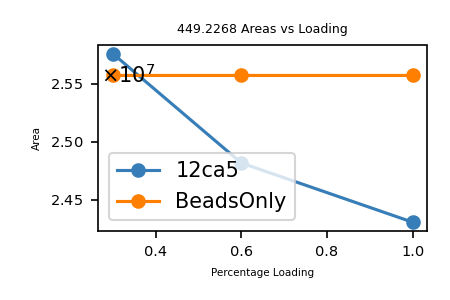 449.2268 Areas vs Loading
×10⁷
2.55
2.50
2.45
Area
12ca5
BeadsOnly
0.4 0.6 0.8 1.0
Percentage Loading